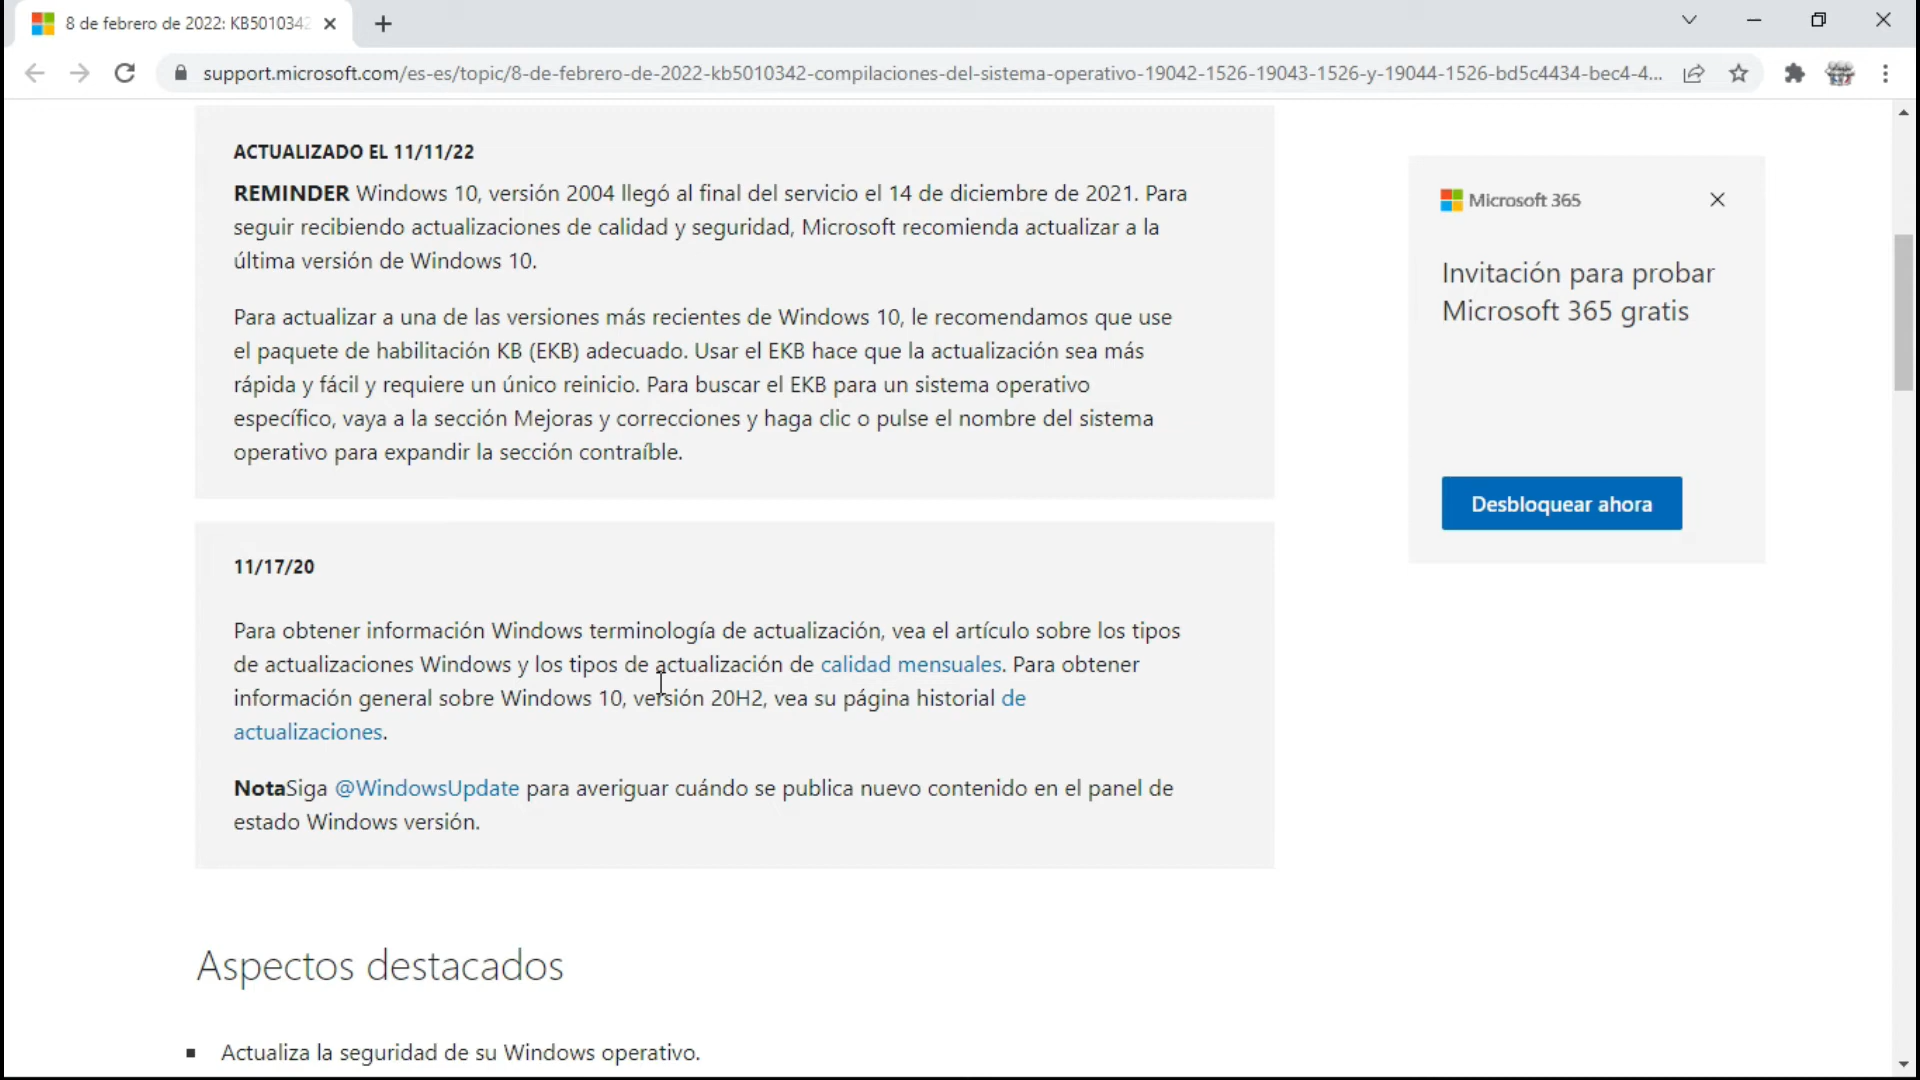 8 de febrero de 2022: KB5010342
support.microsoft.com/es-es/topic/8-de-febrero-de-2022-kb5010342-compilaciones-del-sistema-operativo-19042-1526-19043-1526-y-19044-1526-bd5c4434-bec4-4...
ACTUALIZADO EL 11/11/22
REMINDER Windows 10, versión 2004 llegó al final del servicio el 14 de diciembre de 2021. Para
seguir recibiendo actualizaciones de calidad y seguridad, Microsoft recomienda actualizar a la
última versión de Windows 10.
Para actualizar a una de las versiones más recientes de Windows 10, le recomendamos que use
el paquete de habilitación KB (EKB) adecuado. Usar el EKB hace que la actualización sea más
rápida y fácil y requiere un único reinicio. Para buscar el EKB para un sistema operativo
específico, vaya a la sección Mejoras y correcciones y haga clic o pulse el nombre del sistema
operativo para expandir la sección contraíble.
11/17/20
Para obtener información Windows terminología de actualización, vea el artículo sobre los tipos
de actualizaciones Windows y los tipos de actualización de calidad mensuales. Para obtener
información general sobre Windows 10, versión 20H2, vea su página historial de
actualizaciones.
NotaSiga @WindowsUpdate para averiguar cuándo se publica nuevo contenido en el panel de
estado Windows versión.
Aspectos destacados
▪ Actualiza la seguridad de su Windows operativo.
Microsoft 365
Invitación para probar
Microsoft 365 gratis
Desbloquear ahora